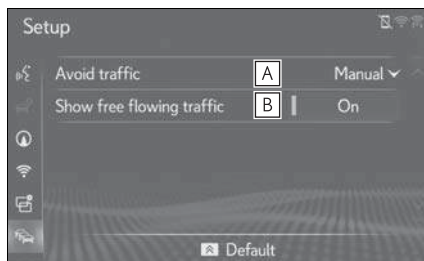 Setup
Avoid traffic A Manual
Show free flowing traffic B On
Default